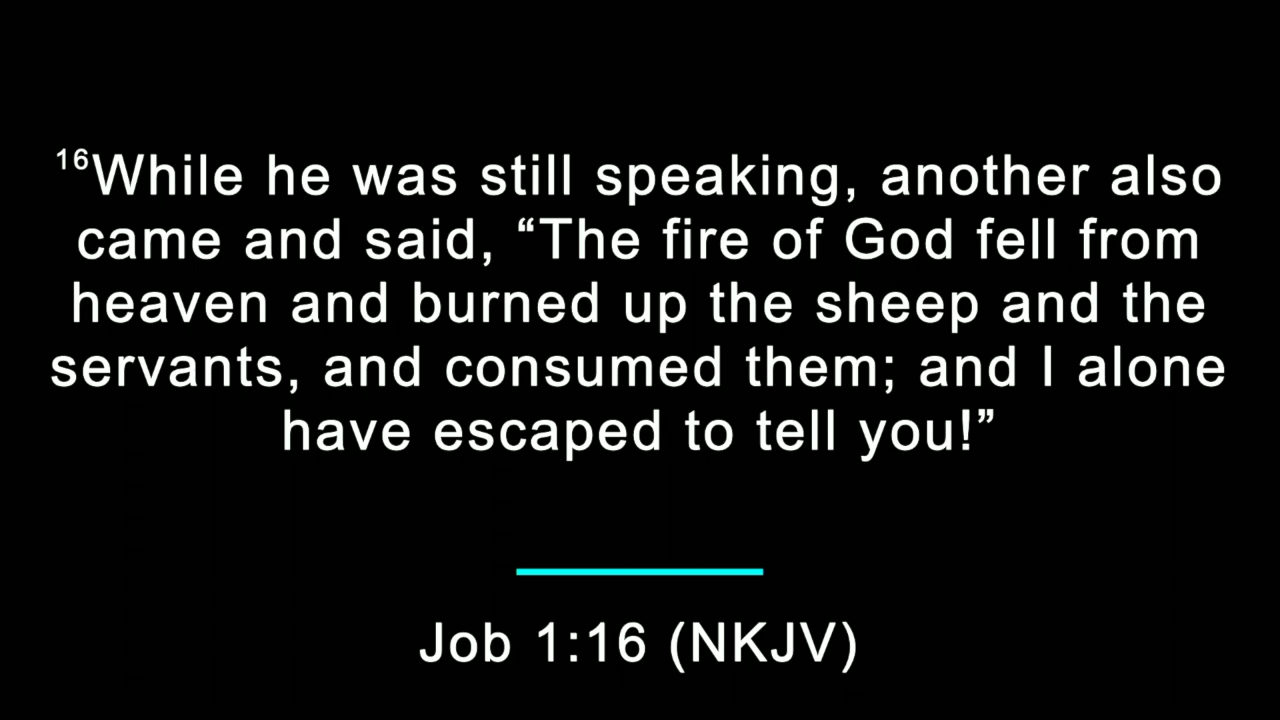 16While he was still speaking, another also
came and said, “The fire of God fell from
heaven and burned up the sheep and the
servants, and consumed them; and I alone
have escaped to tell you!”
Job 1:16 (NKJV)